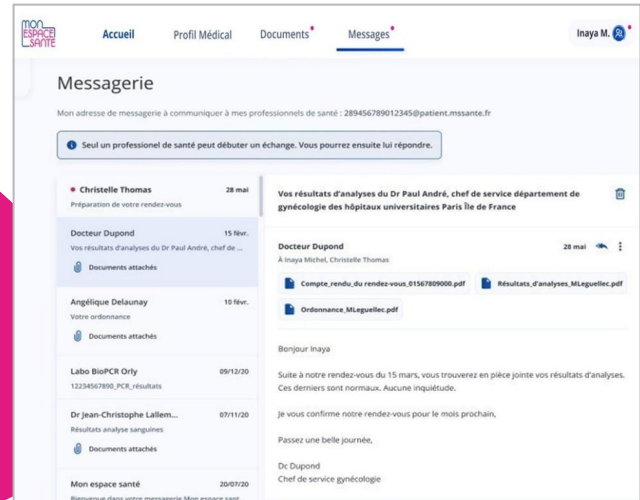 mon
ESPACE
SANTÉ
Accueil
Profil Médical
Documents
Messages
Inaya M.
Messagerie
Mon adresse de messagerie à communiquer à mes professionnels de santé : 289456789012345@patient.mssante.fr
Seul un professionel de santé peut débuter un échange. Vous pourrez ensuite lui répondre.
Christelle Thomas
28 mai
Préparation de votre rendez-vous
Docteur Dupond
15 févr.
Vos résultats d'analyses du Dr Paul André, chef de ...
Documents attachés
Angélique Delaunay
10 févr.
Votre ordonnance
Documents attachés
Labo BioPCR Orly
09/12/20
12234567890_PCR_résultats
Dr Jean-Christophe Lallem...
07/11/20
Résultats analyse sanguines
Documents attachés
Mon espace santé
20/07/20
Bienvenue dans votre messagerie Mon espace sant
Vos résultats d'analyses du Dr Paul André, chef de service département de
gynécologie des hôpitaux universitaires Paris Île de France
Docteur Dupond
28 mai
À Inaya Michel, Christelle Thomas
Compte_rendu_du rendez-vous_01567809000.pdf
Résultats_d'analyses_MLeguellec.pdf
Ordonnance_MLeguellec.pdf
Bonjour Inaya
Suite à notre rendez-vous du 15 mars, vous trouverez en pièce jointe vos résultats d'analyses.
Ces derniers sont normaux. Aucune inquiétude.
Je vous confirme notre rendez-vous pour le mois prochain,
Passez une belle journée,
Dc Dupond
Chef de service gynécologie